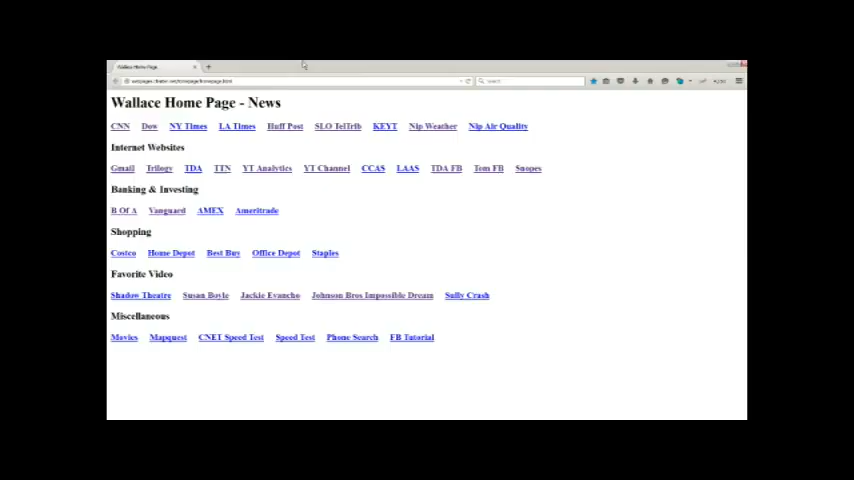 Wallace Home Page
Wallace Home Page - News
CNN Dow NY Times LA Times Huff Post SLO TelTrib KEYT Nip Weather Nip Air Quality
Internet Websites
Gmail Trilogy TDA TTN YT Analytics YT Channel CCAS LAAS TDA FB Tom FB Snopes
Banking & Investing
B Of A Vanguard AMEX Ameritrade
Shopping
Costco Home Depot Best Buy Office Depot Staples
Favorite Video
Shadow Theatre Susan Boyle Jackie Evancho Johnson Bros Impossible Dream Sully Crash
Miscellaneous
Movies Mapquest CNET Speed Test Speed Test Phone Search FB Tutorial